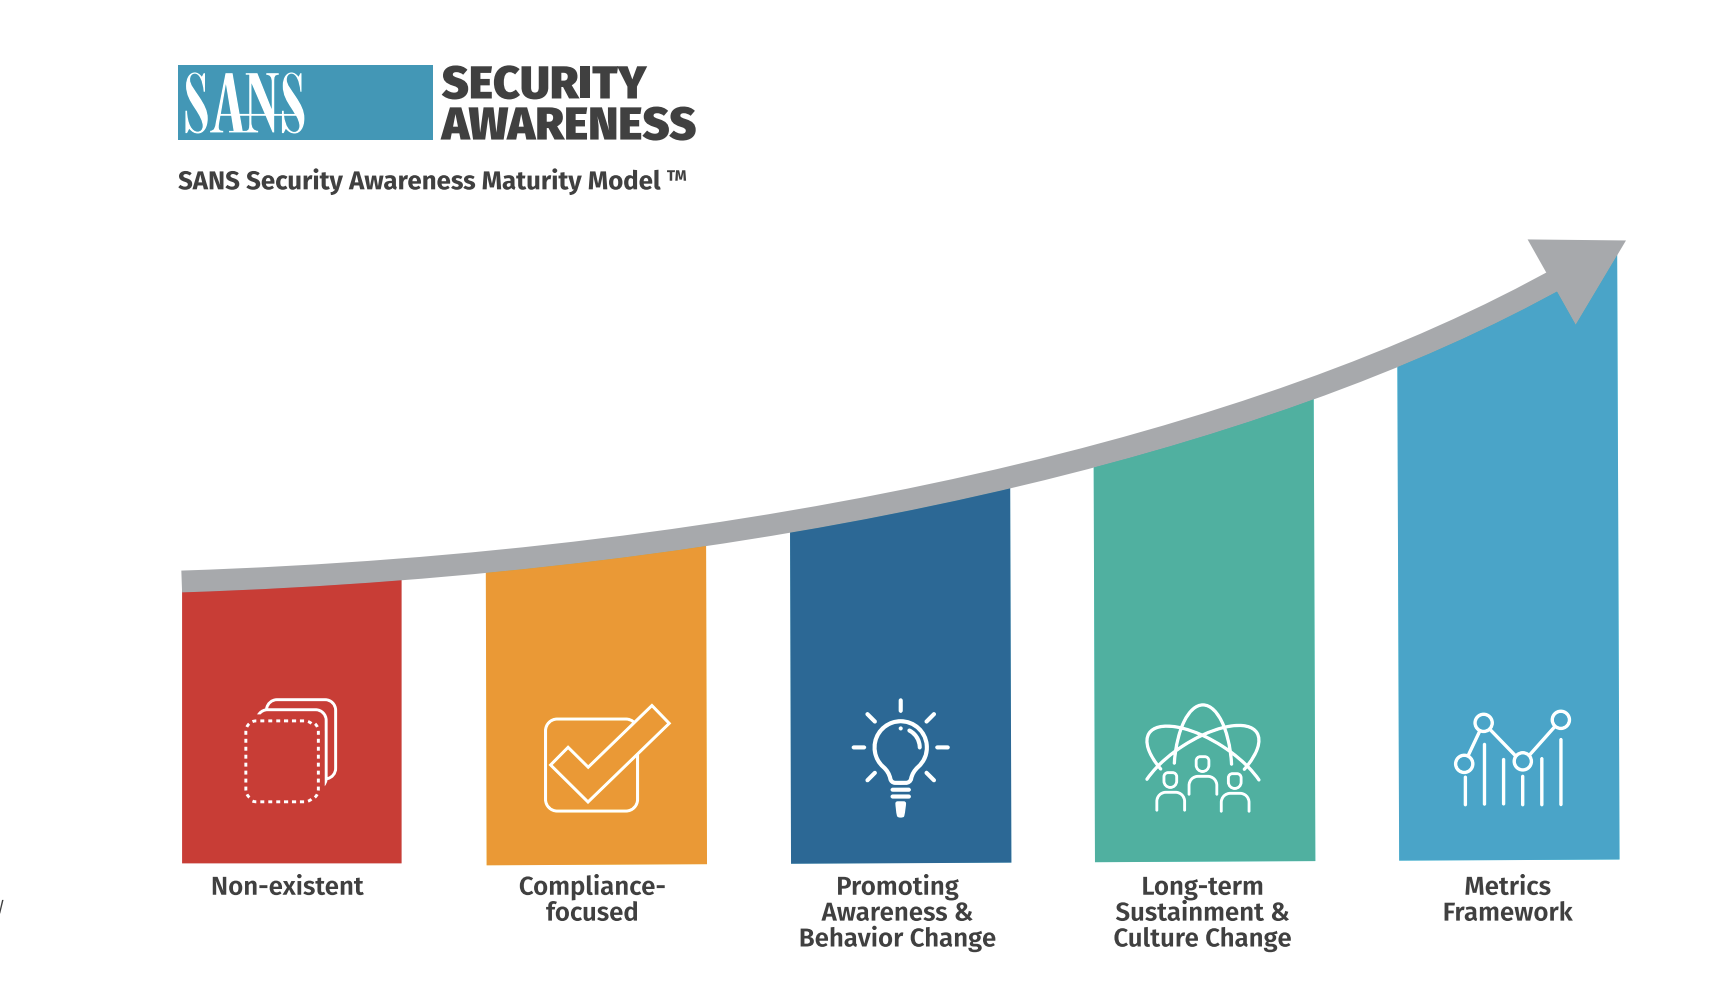 SANS
SECURITY
AWARENESS
SANS Security Awareness Maturity Model ™
Non-existent
Compliance-
focused
Promoting
Awareness &
Behavior Change
Long-term
Sustainment &
Culture Change
Metrics
Framework